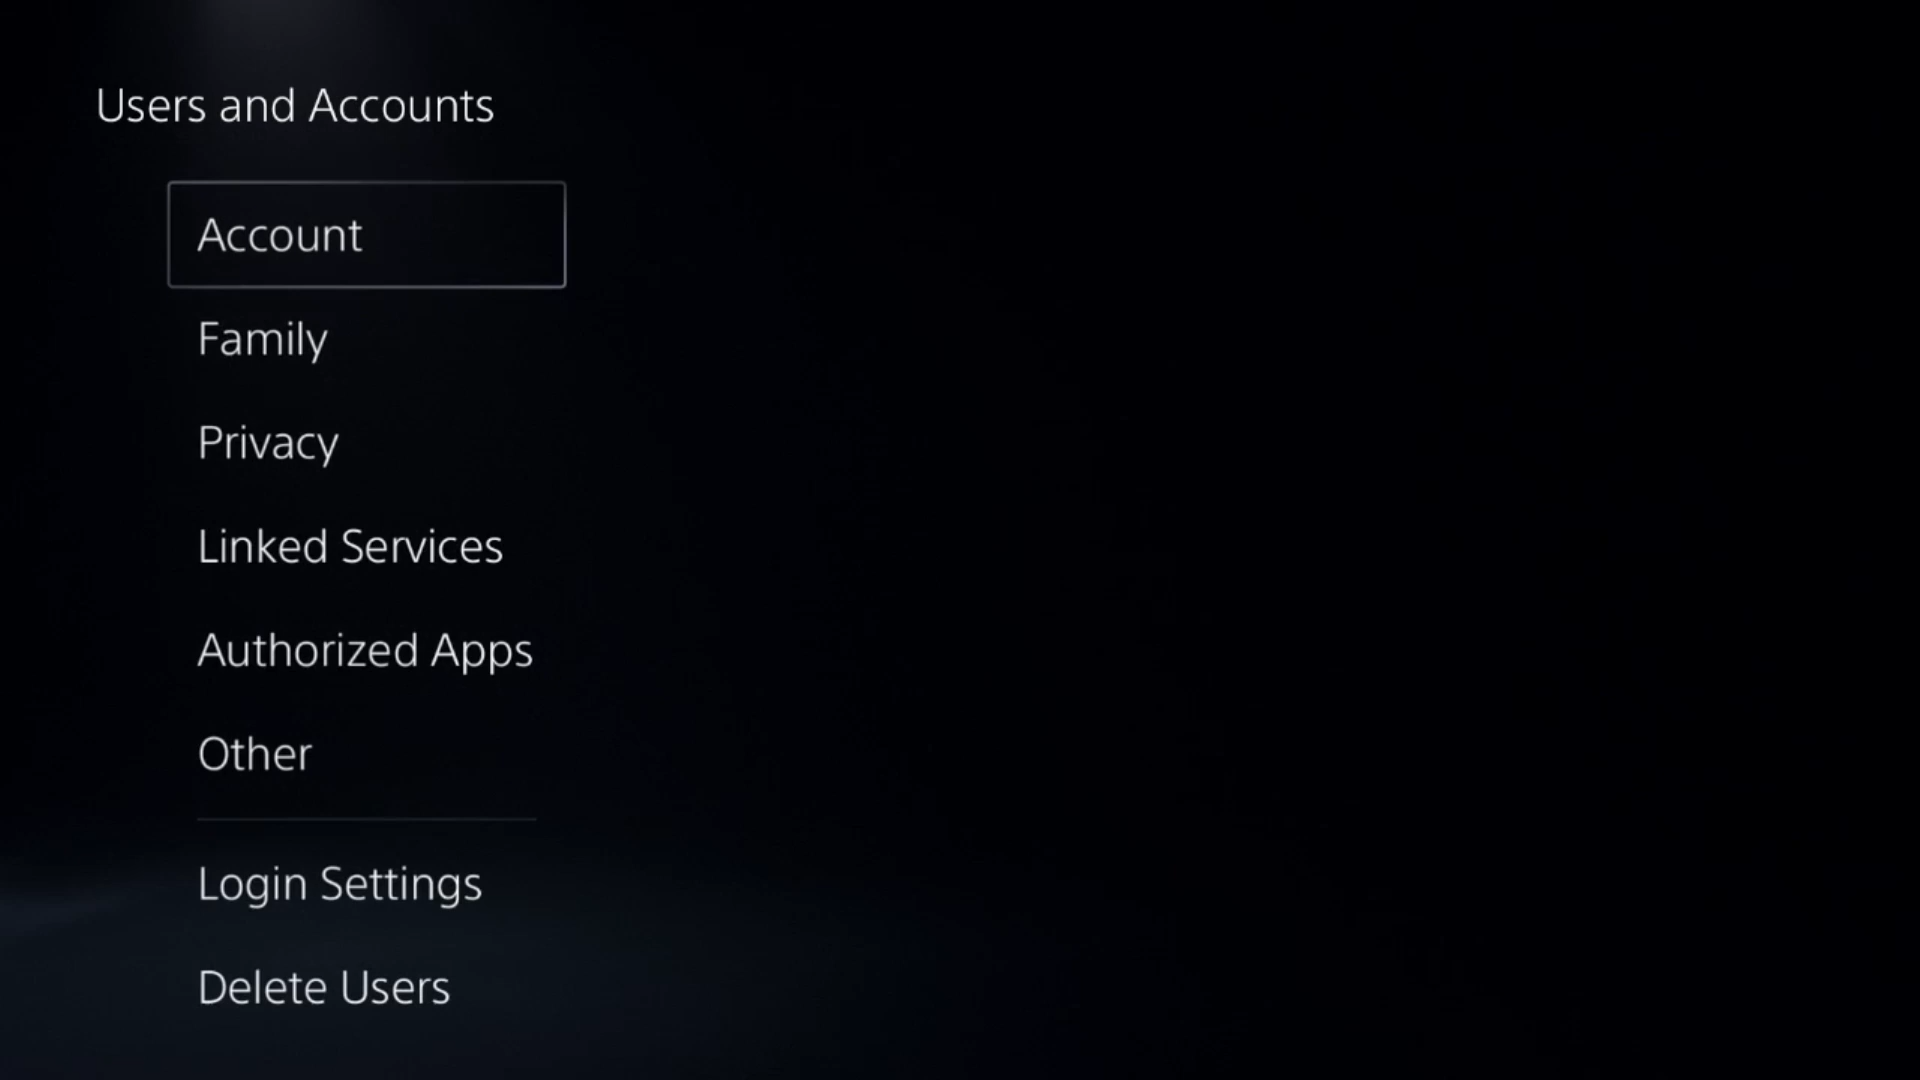 Users and Accounts
Account
Family
Privacy
Linked Services
Authorized Apps
Other
Login Settings
Delete Users